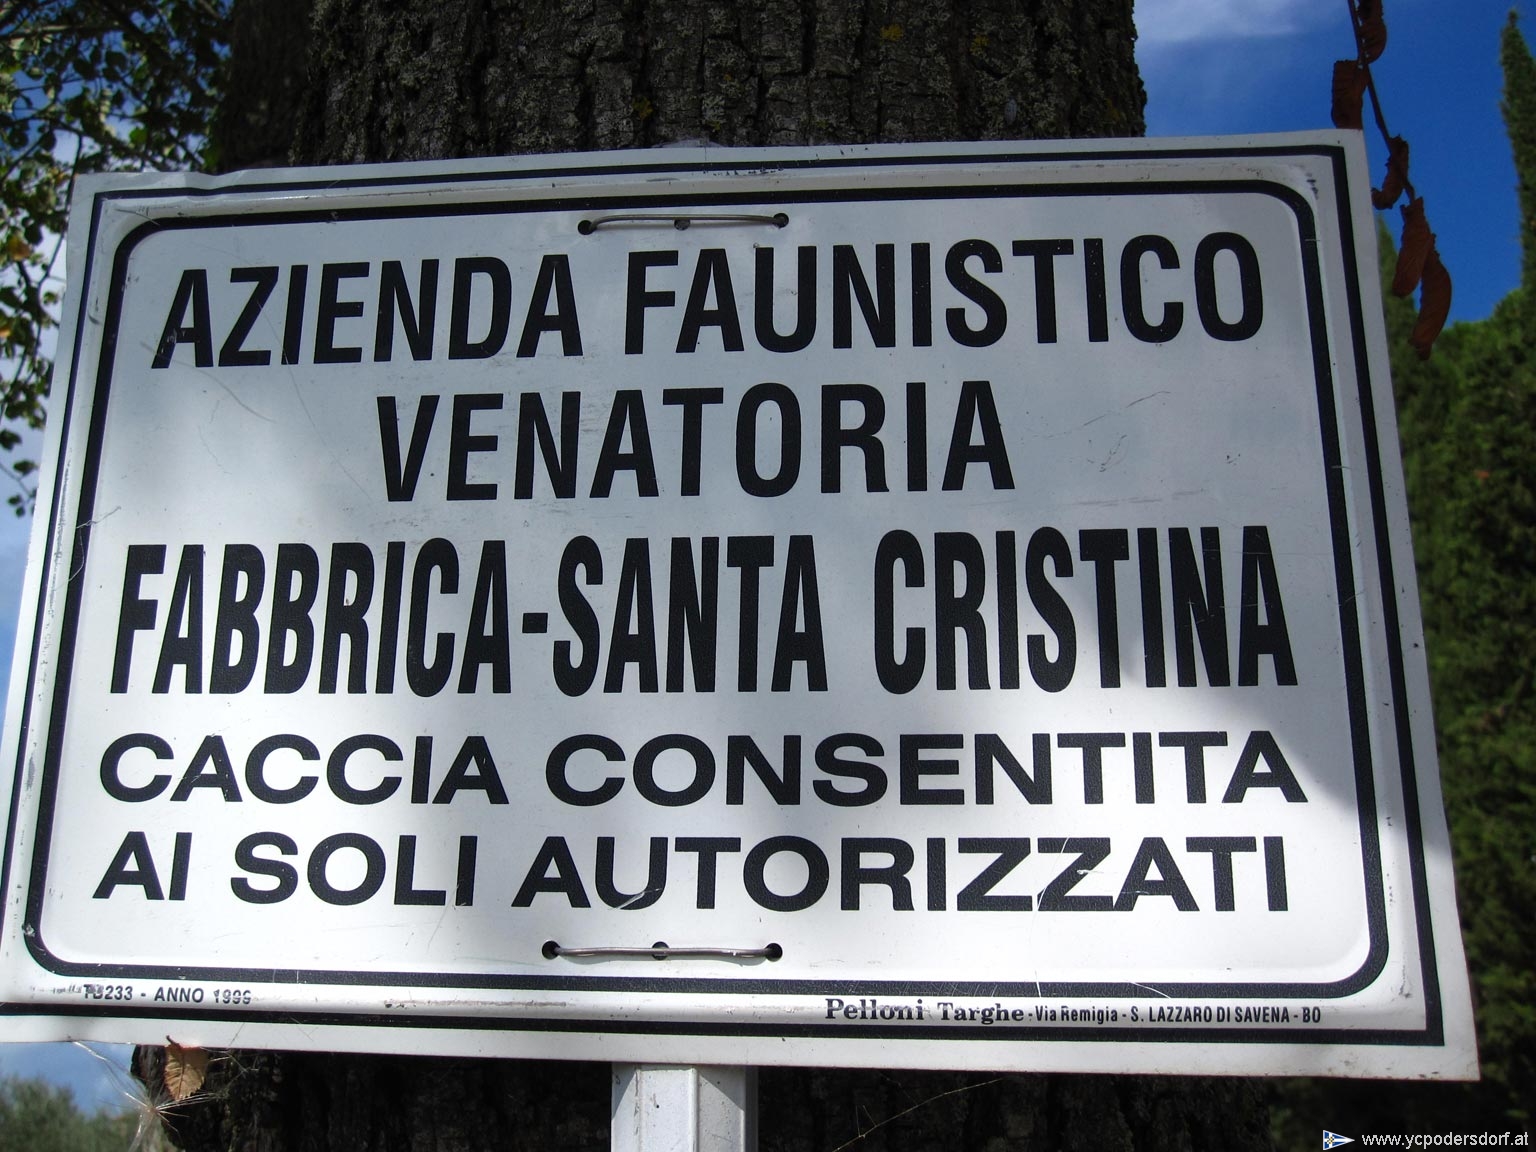 AZIENDA FAUNISTICO
VENATORIA
FABBRICA-SANTA CRISTINA
CACCIA CONSENTITA
AI SOLI AUTORIZZATI
- ANNO 1999
Pelloni Targhe - Via Remigia - S. LAZZARO DI SAVENA - BO
www.ycpodersdorf.at